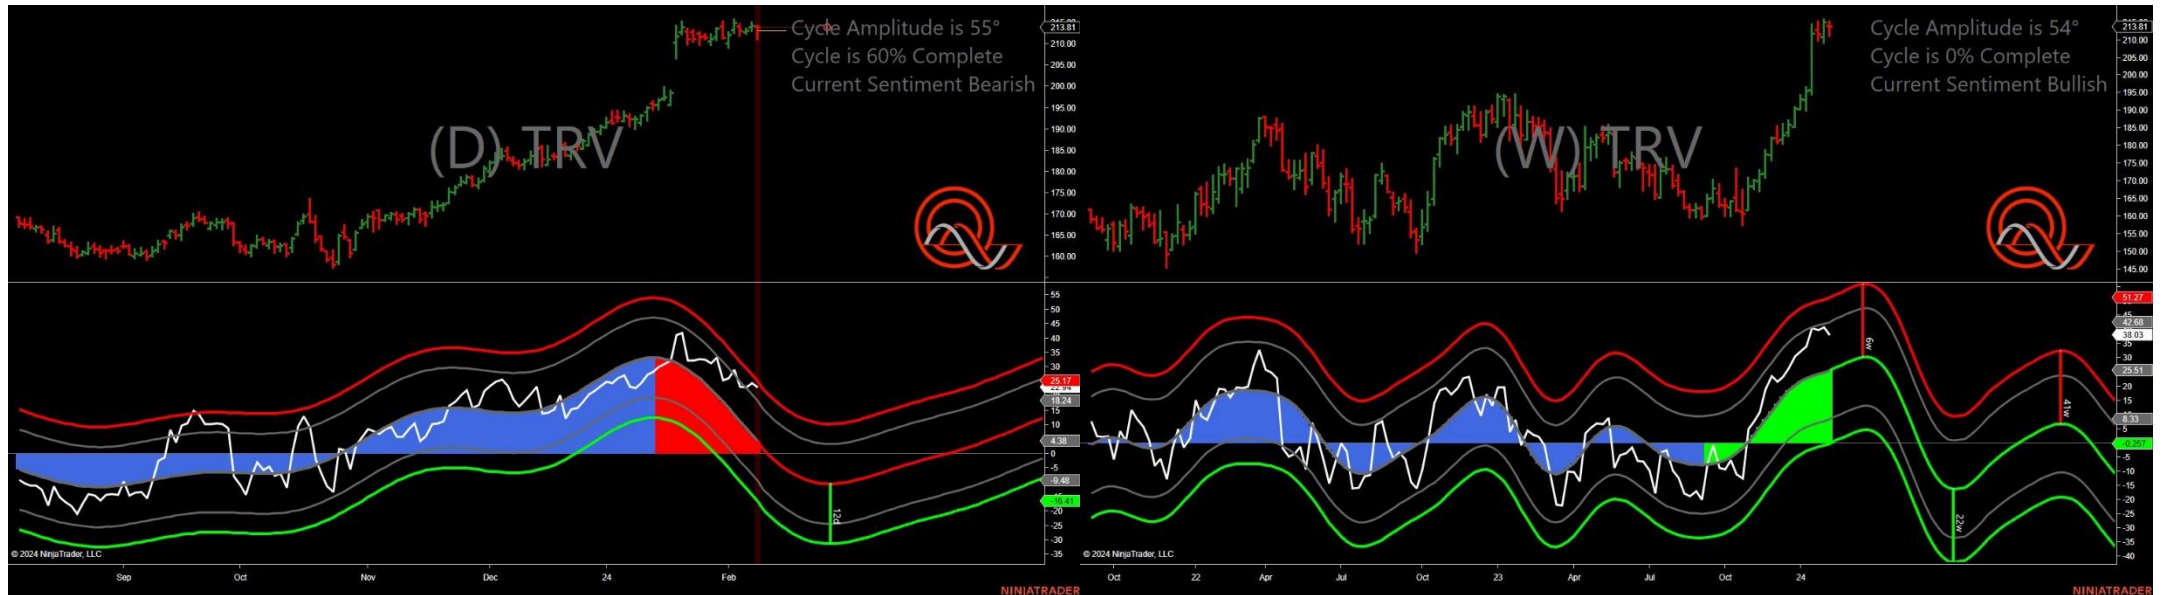 Cycle Amplitude is 55°
Cycle is 60% Complete
Current Sentiment Bearish
(D) TRV
213.81
210.00
205.00
200.00
195.00
190.00
185.00
180.00
175.00
170.00
165.00
160.00
55
50
45
40
35
30
25.17
18.24
10
4.38
0
-5
-9.48
-16.41
-20
-25
-30
-35
12d
© 2024 NinjaTrader, LLC
Sep
Oct
Nov
Dec
24
Feb
NINJATRADER
Cycle Amplitude is 54°
Cycle is 0% Complete
Current Sentiment Bullish
(W) TRV
213.81
210.00
205.00
200.00
195.00
190.00
185.00
180.00
175.00
170.00
165.00
160.00
155.00
150.00
145.00
51.27
45
42.68
38.03
35
30
25.51
20
15
8.33
5
-0.257
-5
-10
-15
-20
-25
-30
-35
-40
6w
41w
22w
© 2024 NinjaTrader, LLC
Oct
22
Apr
Jul
Oct
23
Apr
Jul
Oct
24
NINJATRADER